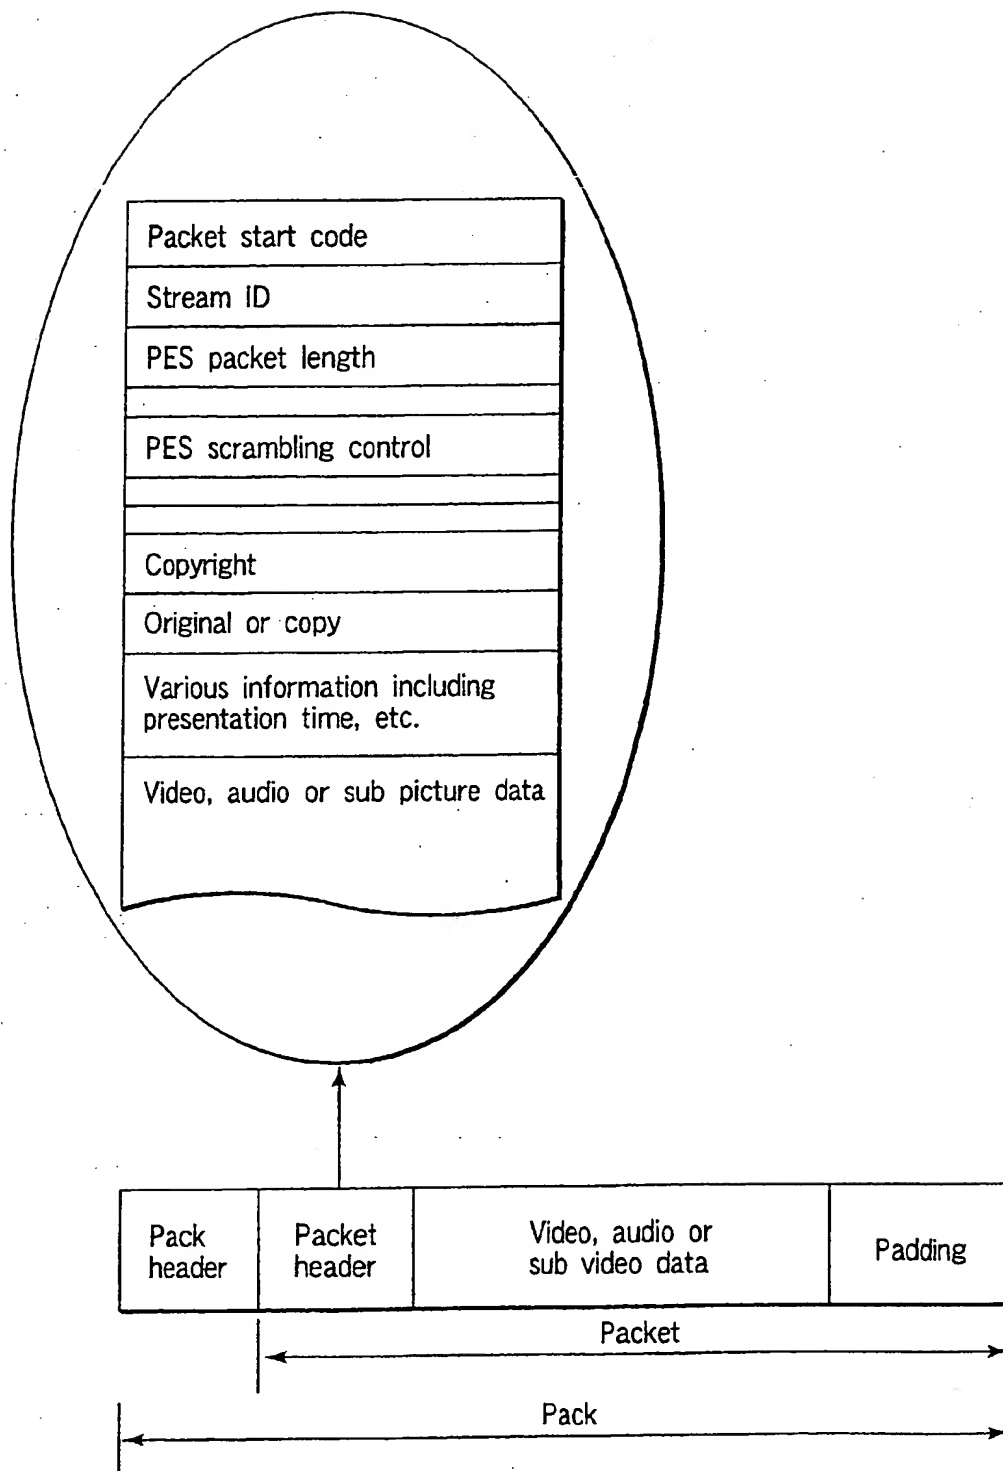 Packet start code
Stream ID
PES packet length
PES scrambling control
Copyright
Original or copy
Various information including
presentation time, etc.
Video, audio or sub picture data
Pack
header
Packet
header
Video, audio or
sub video data
Padding
Packet
Pack